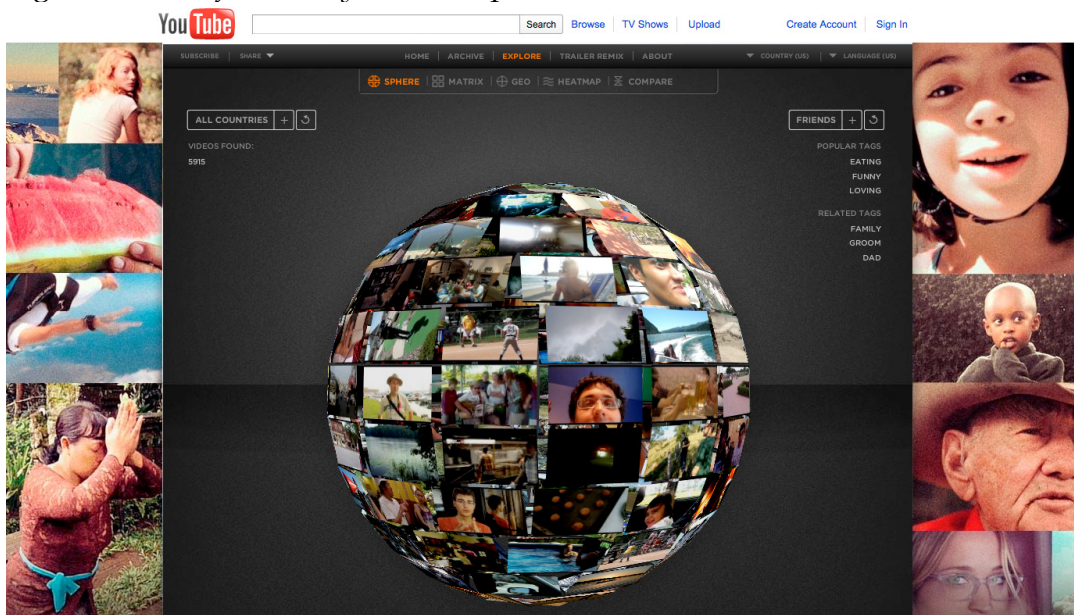 YouTube Search Browse TV Shows Upload Create Account Sign In
SUBSCRIBE SHARE HOME ARCHIVE EXPLORE TRAILER REMIX ABOUT COUNTRY (US) LANGUAGE (US)
SPHERE MATRIX GEO HEATMAP COMPARE
ALL COUNTRIES + FRIENDS +
VIDEOS FOUND:
5915
POPULAR TAGS
EATING
FUNNY
LOVING
RELATED TAGS
FAMILY
GROOM
DAD